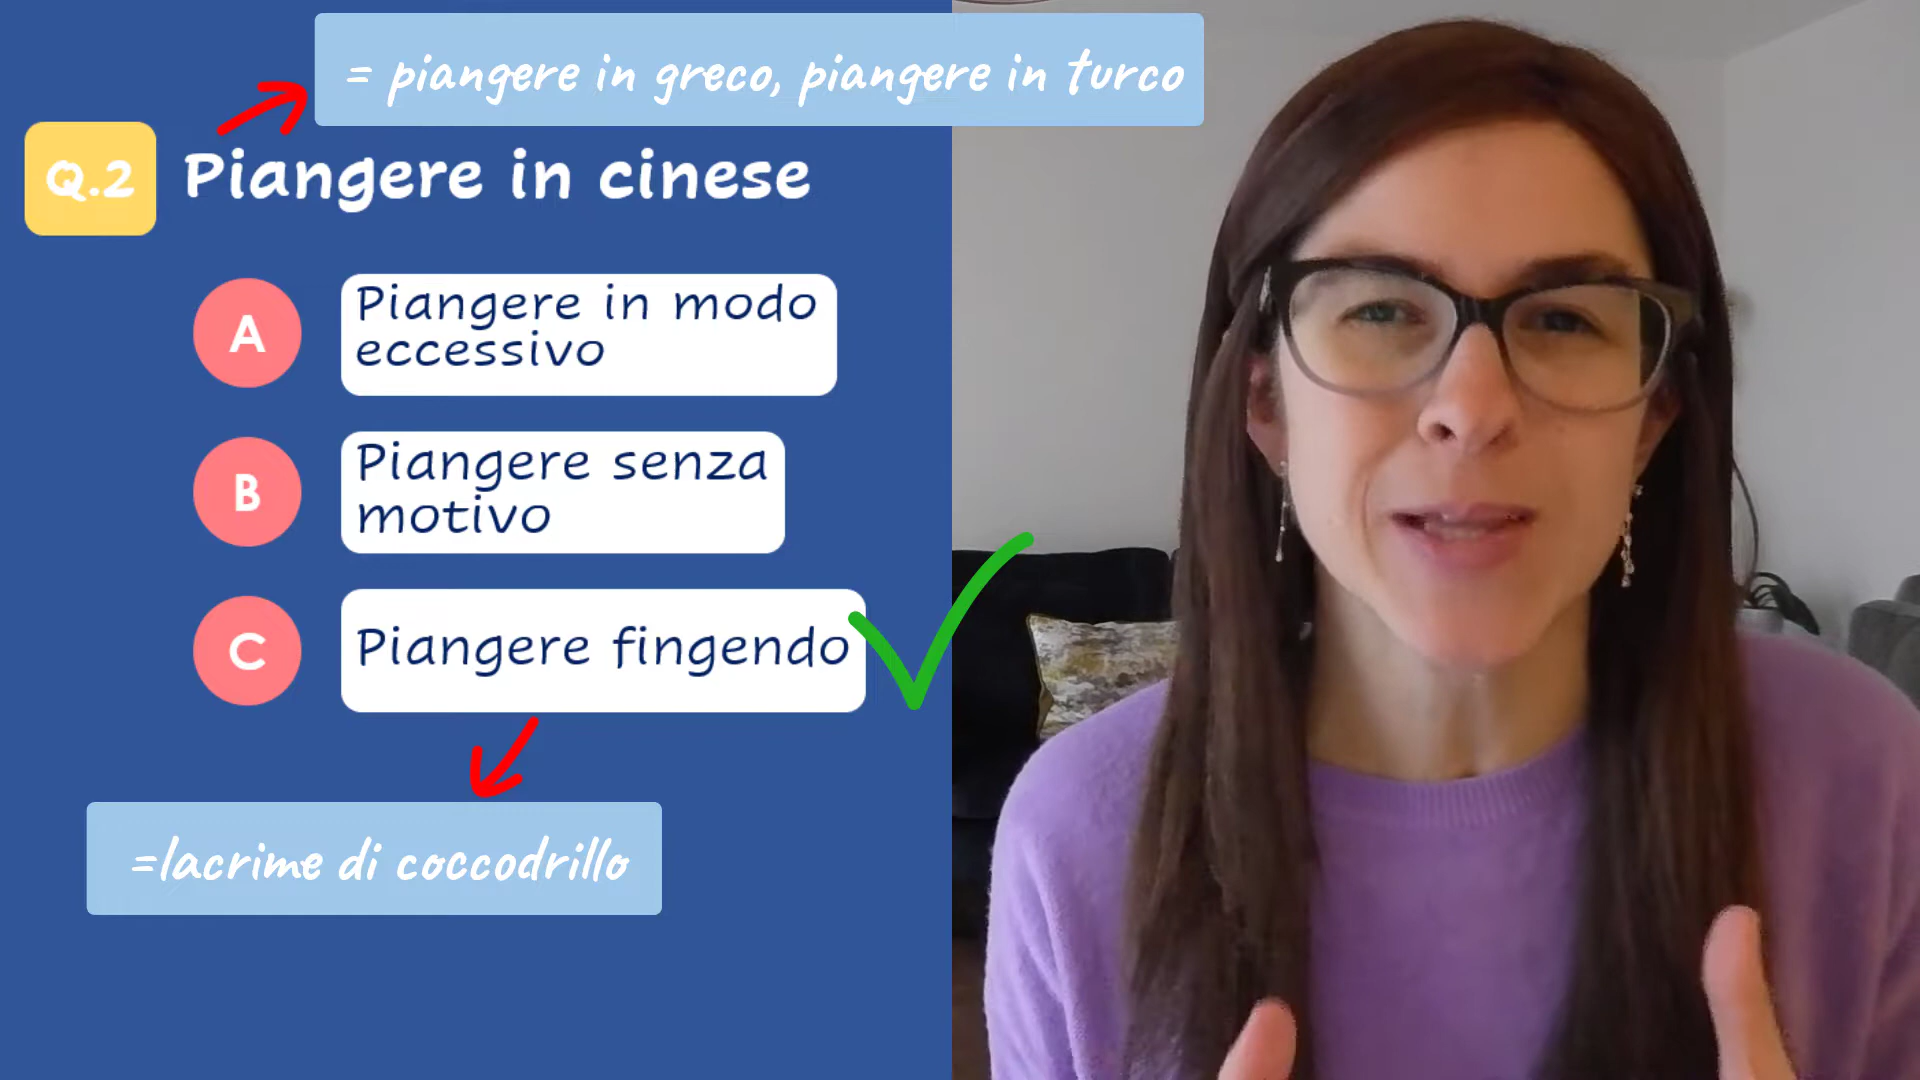 = piangere in greco, piangere in turco
Q.2 Piangere in cinese
A Piangere in modo
eccessivo
B Piangere senza
motivo
C Piangere fingendo
=lacrime di coccodrillo